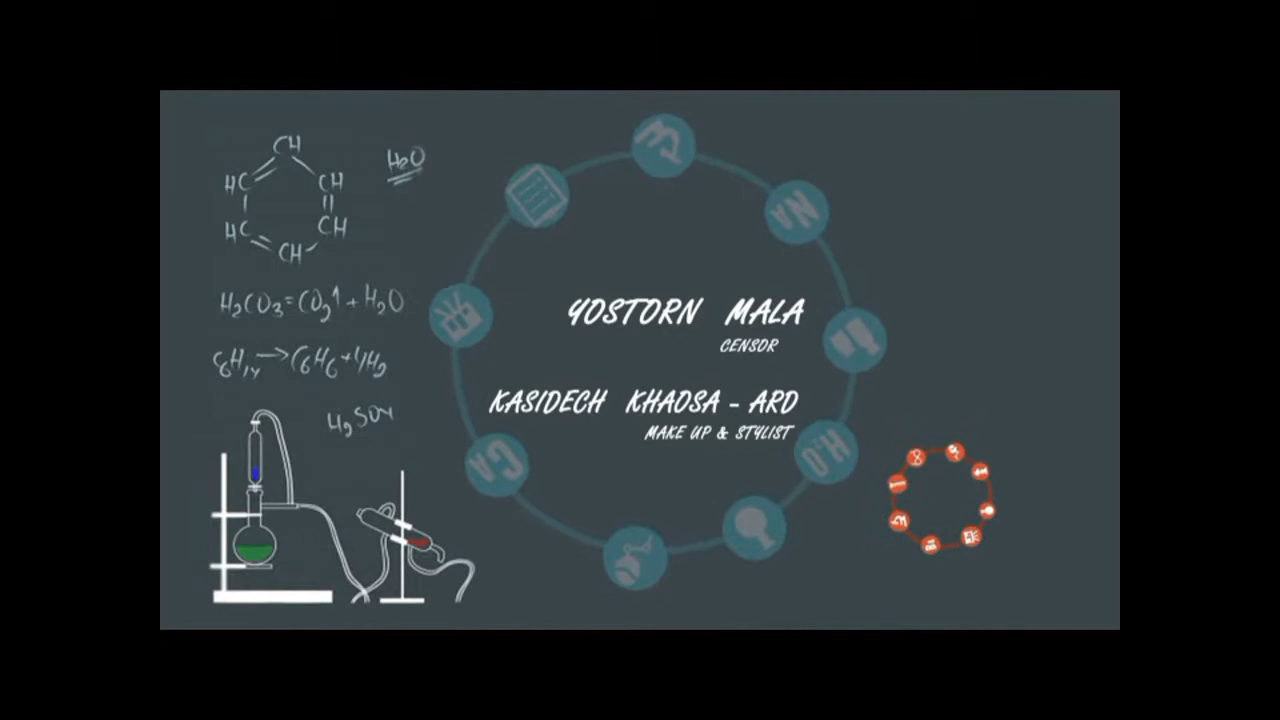 CH
H2O
HC
CH
HC
CH
CH
H2CO3=CO2↑+H2O
C6H14→C6H6+4H2
H2SO4
NA
YOSTORN MALA
CENSOR
KASIDECH KHAOSA - ARD
MAKE UP & STYLIST
H2O
CA